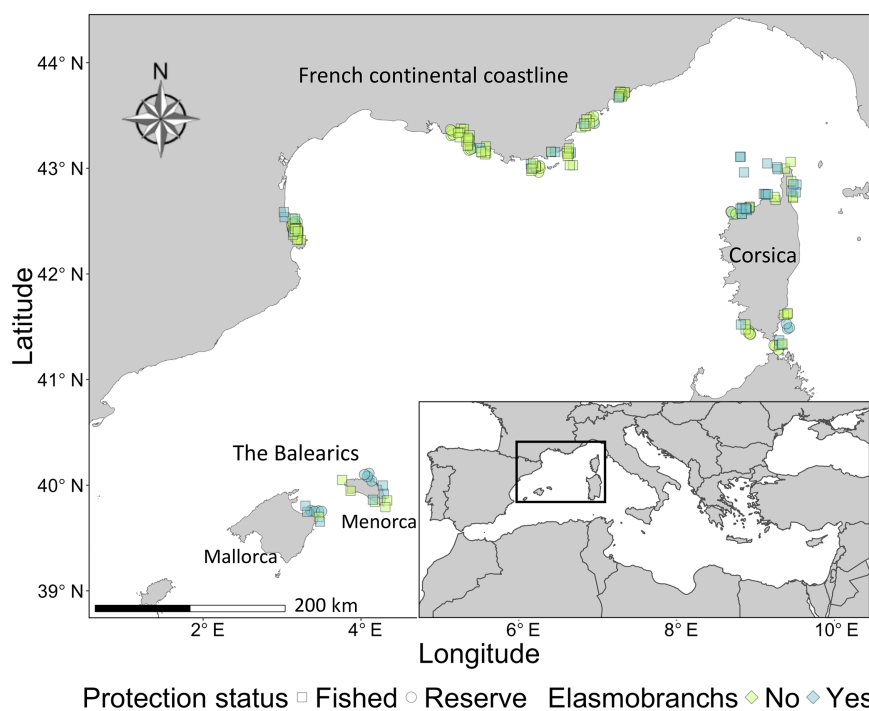 N
French continental coastline
44° N
43° N
42° N
41° N
40° N
39° N
Latitude
Corsica
The Balearics
Menorca
Mallorca
200 km
2° E
4° E
6° E
8° E
10° E
Longitude
Protection status Fished Reserve Elasmobranchs No Yes